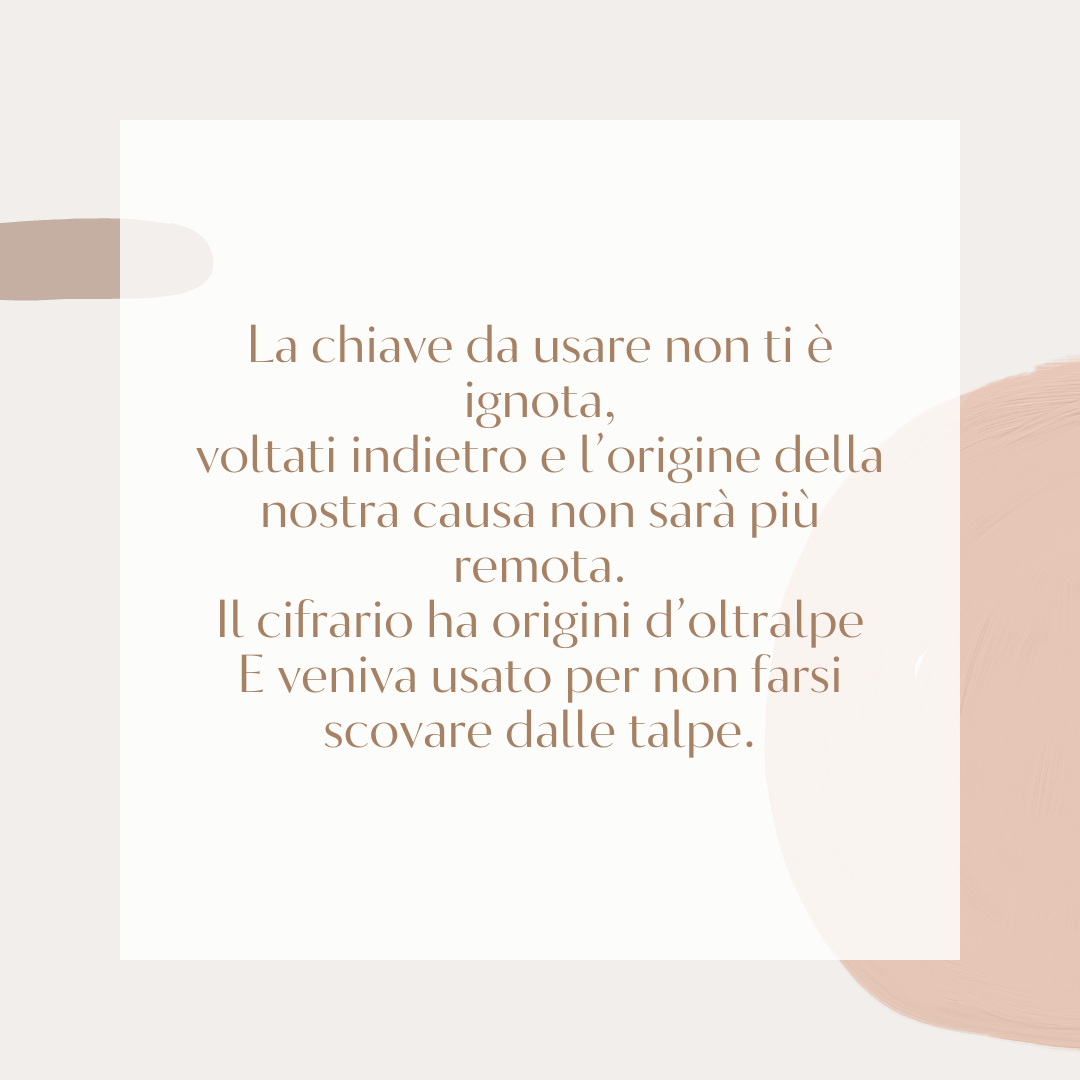 La chiave da usare non ti è
ignota,
voltati indietro e l’origine della
nostra causa non sarà più
remota.
Il cifrario ha origini d’oltralpe
E veniva usato per non farsi
scovare dalle talpe.